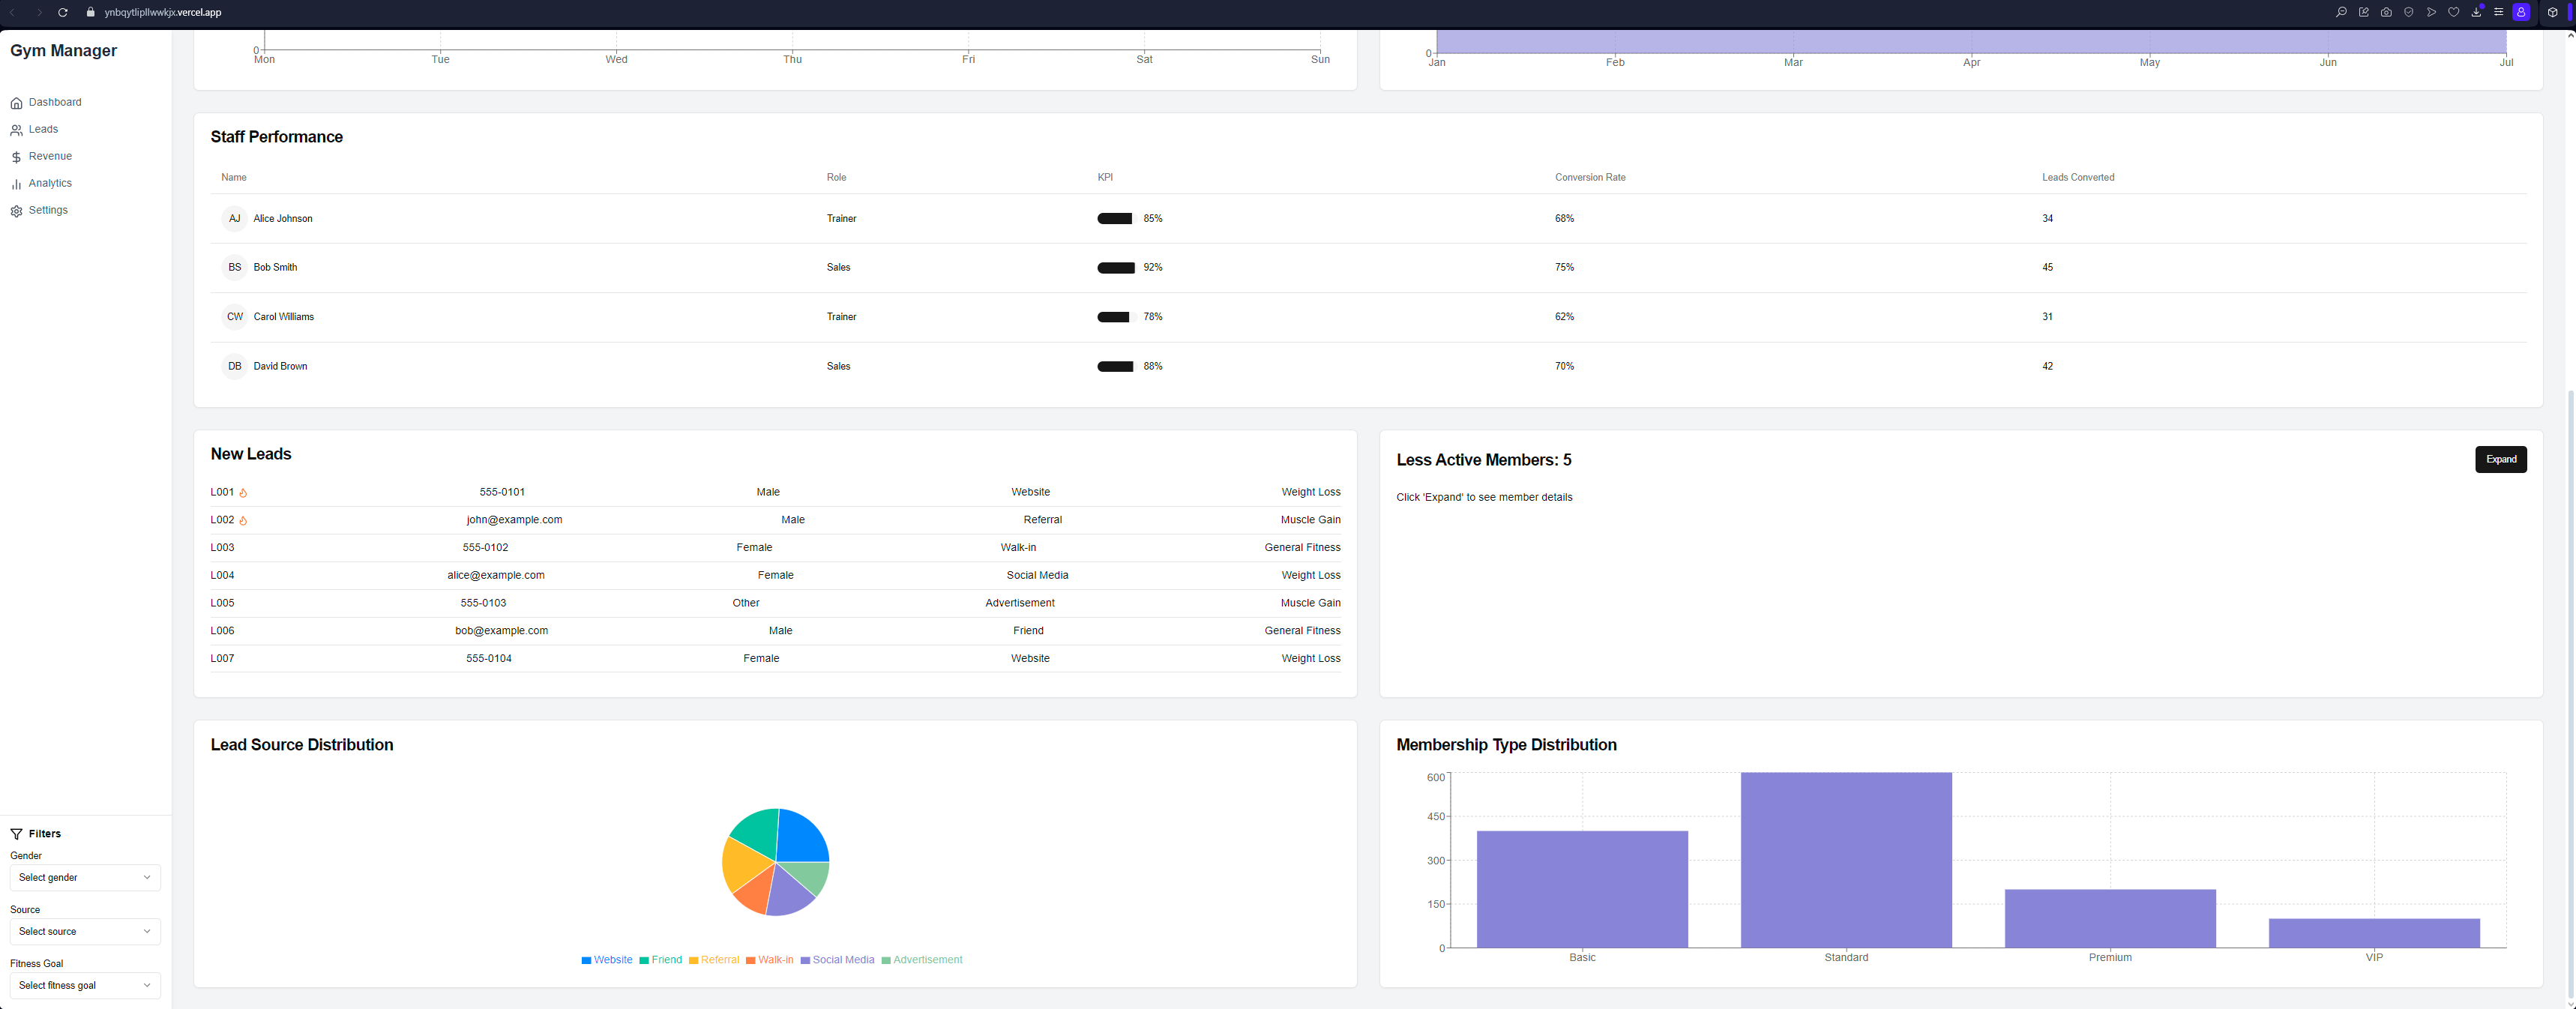 ynbqytlipllwwkjx.vercel.app
Gym Manager
Dashboard
Leads
Revenue
Analytics
Settings
0
Mon Tue Wed Thu Fri Sat Sun
0
Jan Feb Mar Apr May Jun Jul
Staff Performance
Name Role KPI Conversion Rate Leads Converted
AJ Alice Johnson Trainer 85% 68% 34
BS Bob Smith Sales 92% 75% 45
CW Carol Williams Trainer 78% 62% 31
DB David Brown Sales 88% 70% 42
New Leads
L001 555-0101 Male Website Weight Loss
L002 john@example.com Male Referral Muscle Gain
L003 555-0102 Female Walk-in General Fitness
L004 alice@example.com Female Social Media Weight Loss
L005 555-0103 Other Advertisement Muscle Gain
L006 bob@example.com Male Friend General Fitness
L007 555-0104 Female Website Weight Loss
Less Active Members: 5
Expand
Click 'Expand' to see member details
Lead Source Distribution
Website Friend Referral Walk-in Social Media Advertisement
Membership Type Distribution
600
450
300
150
0
Basic Standard Premium VIP
Filters
Gender
Select gender
Source
Select source
Fitness Goal
Select fitness goal